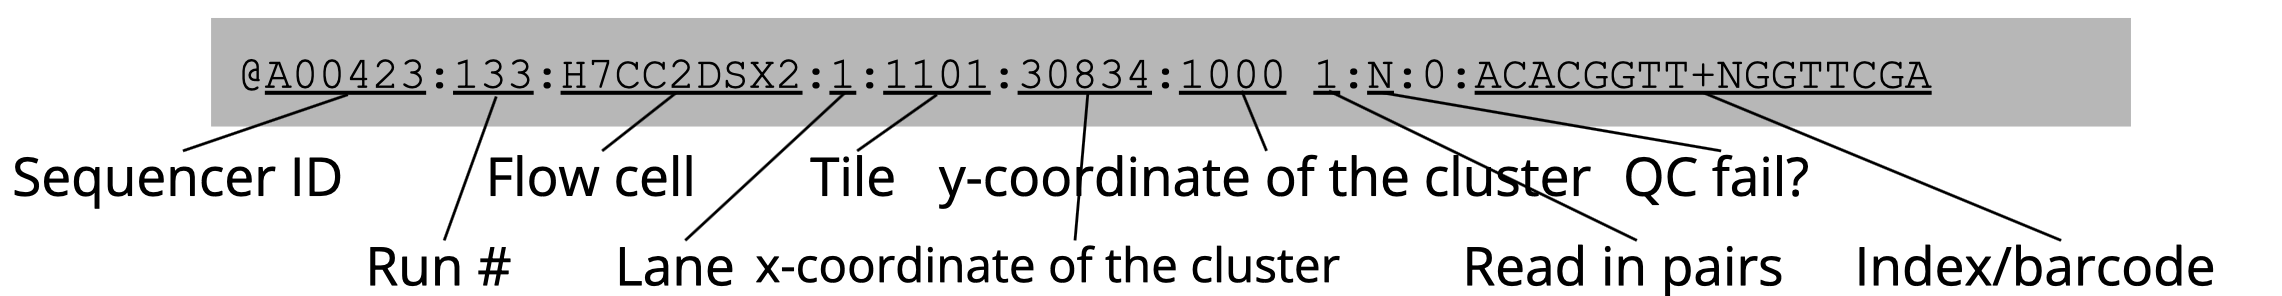 @A00423:133:H7CC2DSX2:1:1101:30834:1000 1:N:0:ACACGGTT+NGGTTCGA
Sequencer ID Flow cell Tile y-coordinate of the cluster QC fail?
Run # Lane x-coordinate of the cluster Read in pairs Index/barcode